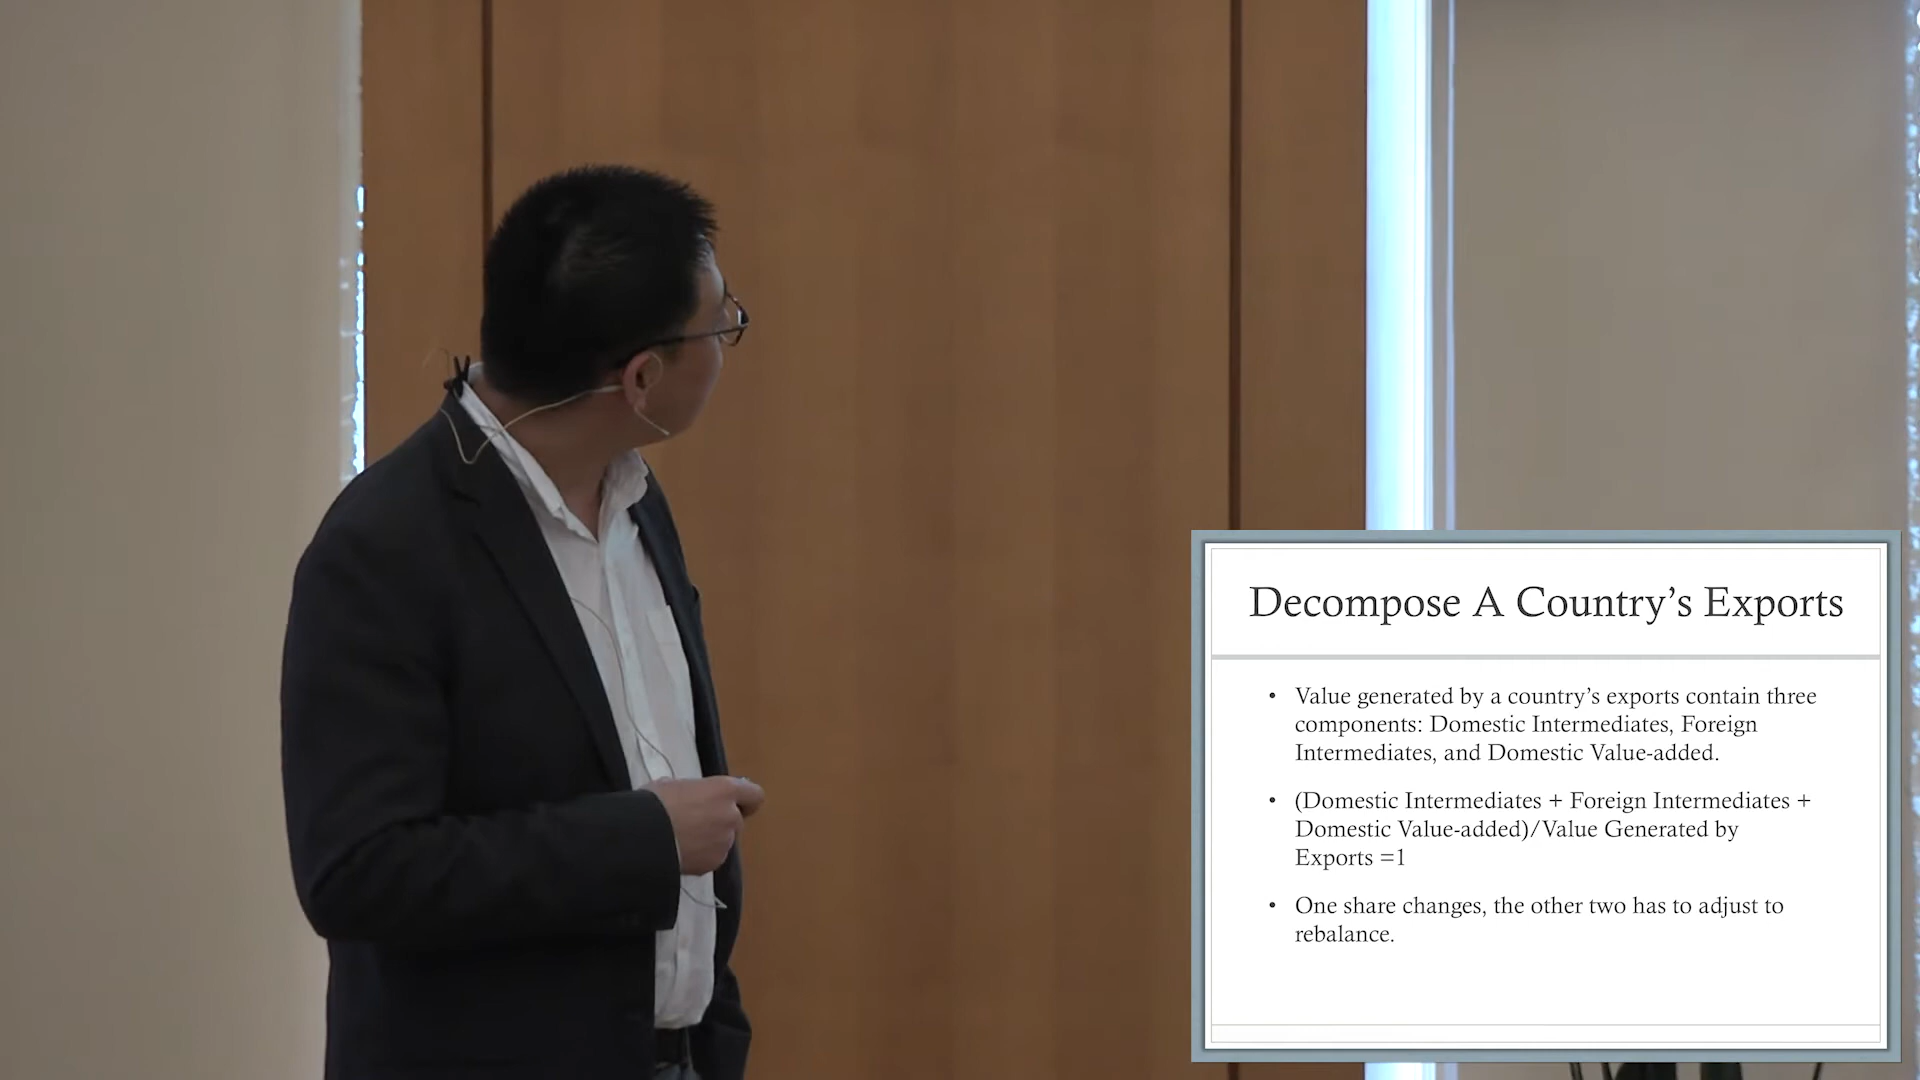 Decompose A Country’s Exports
• Value generated by a country’s exports contain three
components: Domestic Intermediates, Foreign
Intermediates, and Domestic Value-added.
• (Domestic Intermediates + Foreign Intermediates +
Domestic Value-added)/Value Generated by
Exports =1
• One share changes, the other two has to adjust to
rebalance.